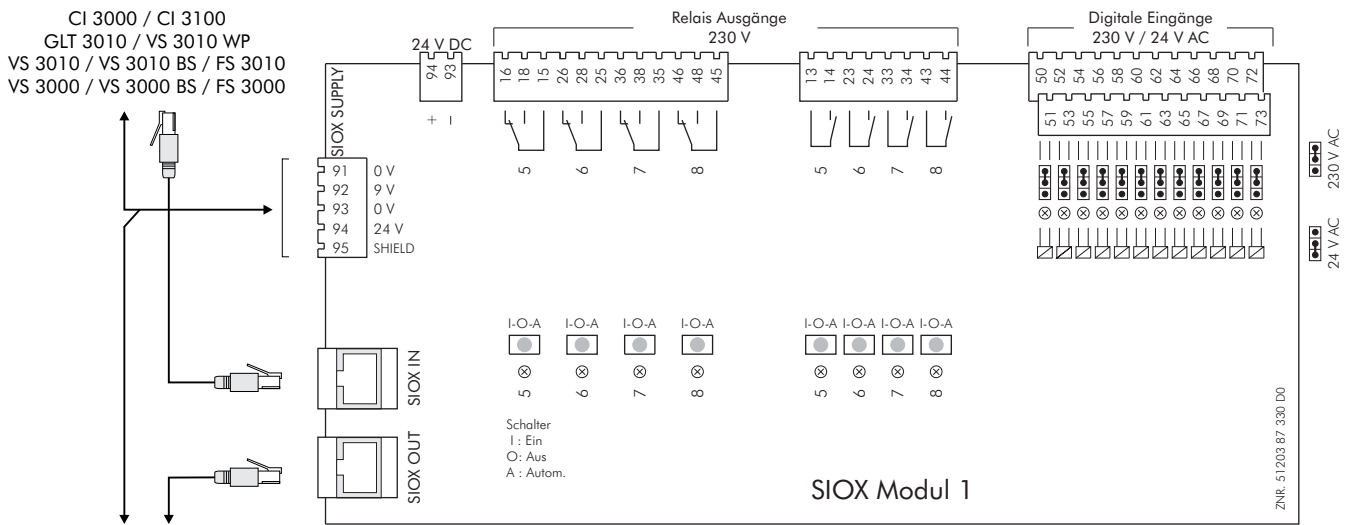 CI 3000 / CI 3100
GLT 3010 / VS 3010 WP
VS 3010 / VS 3010 BS / FS 3010
VS 3000 / VS 3000 BS / FS 3000
24 V DC
94 93
+ –
Relais Ausgänge
230 V
16 18 15 26 28 25 36 38 35 46 48 45
5 6 7 8
13 14 23 24 33 34 43 44
5 6 7 8
Digitale Eingänge
230 V / 24 V AC
50 52 54 56 58 60 62 64 66 68 70 72
51 53 55 57 59 61 63 65 67 69 71 73
230 V AC
24 V AC
SIOX SUPPLY
91 0 V
92 9 V
93 0 V
94 24 V
95 SHIELD
I-O-A I-O-A I-O-A I-O-A
5 6 7 8
I-O-A I-O-A I-O-A I-O-A
5 6 7 8
SIOX IN
SIOX OUT
Schalter
I : Ein
O: Aus
A : Autom.
SIOX Modul 1
ZNR. 51203 87 330 D0